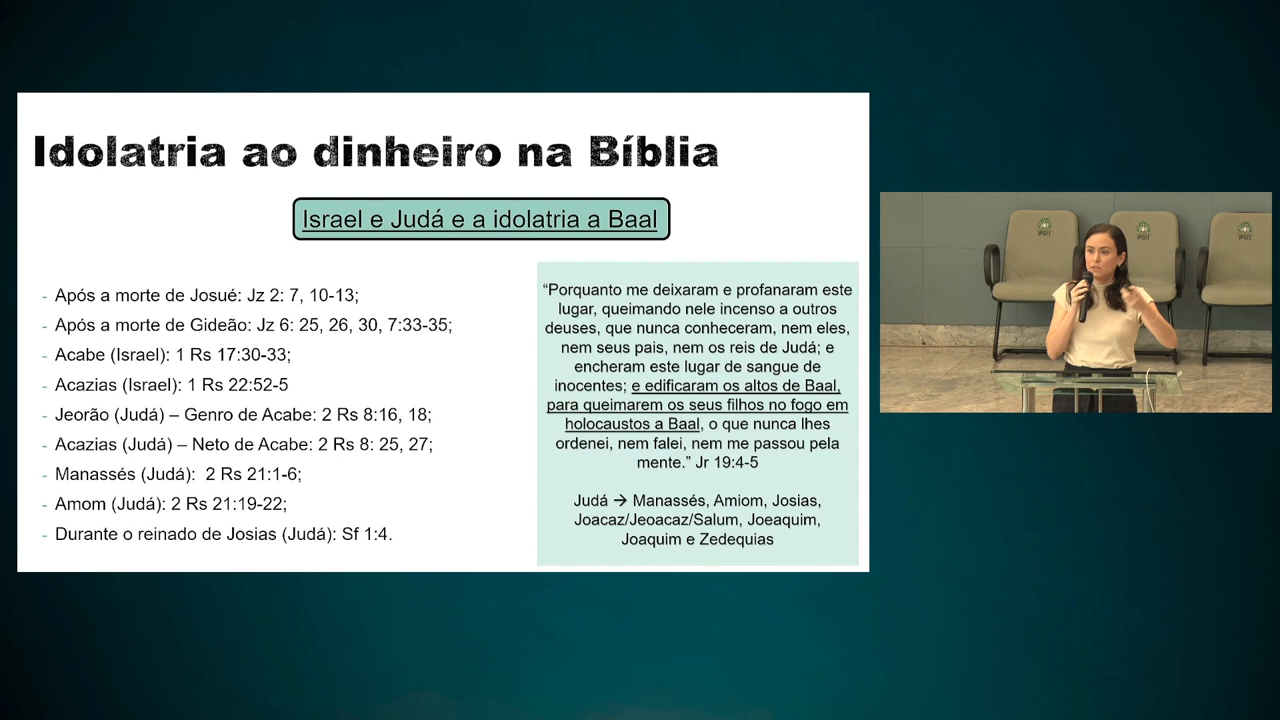 Idolatria ao dinheiro na Bíblia
Israel e Judá e a idolatria a Baal
- Após a morte de Josué: Jz 2: 7, 10-13;
- Após a morte de Gideão: Jz 6: 25, 26, 30, 7:33-35;
- Acabe (Israel): 1 Rs 17:30-33;
- Acazias (Israel): 1 Rs 22:52-5
- Jeorão (Judá) – Genro de Acabe: 2 Rs 8:16, 18;
- Acazias (Judá) – Neto de Acabe: 2 Rs 8: 25, 27;
- Manassés (Judá): 2 Rs 21:1-6;
- Amom (Judá): 2 Rs 21:19-22;
- Durante o reinado de Josias (Judá): Sf 1:4.
“Porquanto me deixaram e profanaram este
lugar, queimando nele incenso a outros
deuses, que nunca conheceram, nem eles,
nem seus pais, nem os reis de Judá; e
encheram este lugar de sangue de
inocentes; e edificaram os altos de Baal,
para queimarem os seus filhos no fogo em
holocaustos a Baal, o que nunca lhes
ordenei, nem falei, nem me passou pela
mente.” Jr 19:4-5
Judá → Manassés, Amiom, Josias,
Joacaz/Jeoacaz/Salum, Joeaquim,
Joaquim e Zedequias